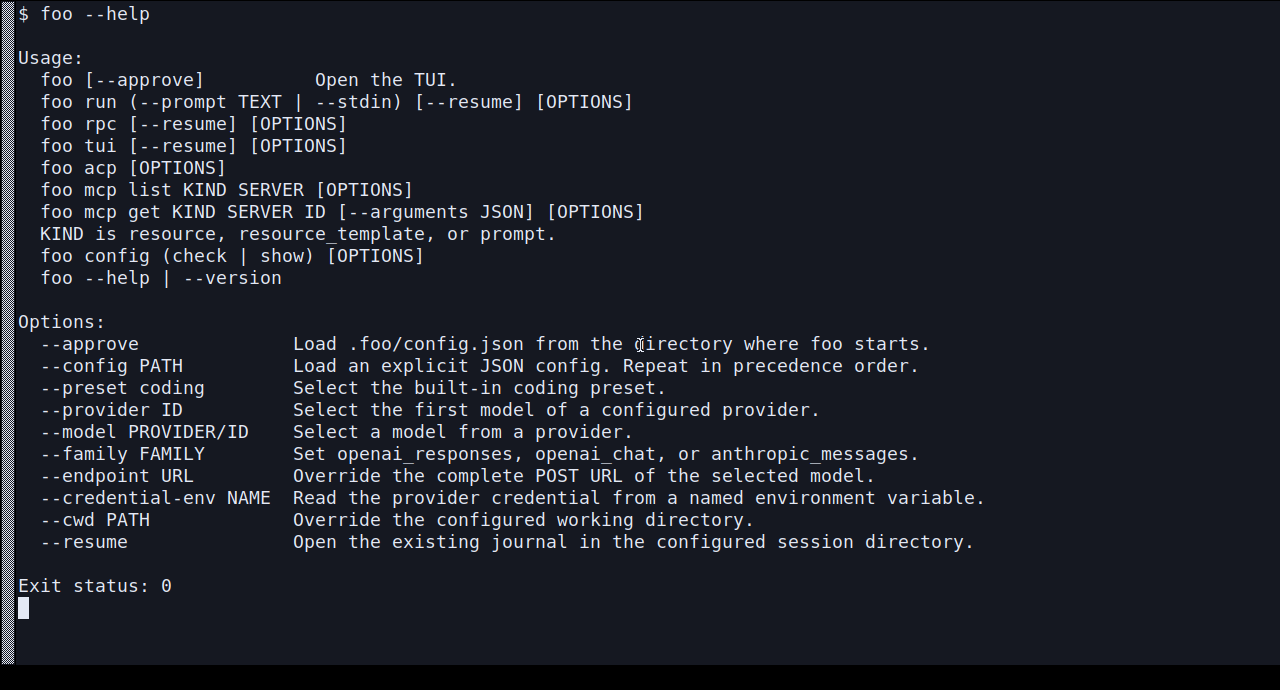 $ foo --help

Usage:
  foo [--approve]          Open the TUI.
  foo run (--prompt TEXT | --stdin) [--resume] [OPTIONS]
  foo rpc [--resume] [OPTIONS]
  foo tui [--resume] [OPTIONS]
  foo acp [OPTIONS]
  foo mcp list KIND SERVER [OPTIONS]
  foo mcp get KIND SERVER ID [--arguments JSON] [OPTIONS]
  KIND is resource, resource_template, or prompt.
  foo config (check | show) [OPTIONS]
  foo --help | --version

Options:
  --approve              Load .foo/config.json from the directory where foo starts.
  --config PATH          Load an explicit JSON config. Repeat in precedence order.
  --preset coding        Select the built-in coding preset.
  --provider ID          Select the first model of a configured provider.
  --model PROVIDER/ID    Select a model from a provider.
  --family FAMILY        Set openai_responses, openai_chat, or anthropic_messages.
  --endpoint URL         Override the complete POST URL of the selected model.
  --credential-env NAME  Read the provider credential from a named environment variable.
  --cwd PATH             Override the configured working directory.
  --resume               Open the existing journal in the configured session directory.

Exit status: 0